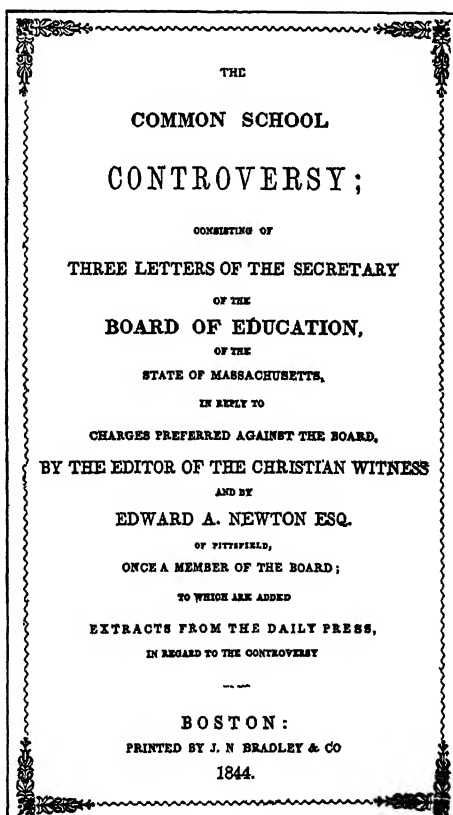 THE
COMMON SCHOOL
CONTROVERSY;
CONSISTING OF
THREE LETTERS OF THE SECRETARY
OF THE
BOARD OF EDUCATION,
OF THE
STATE OF MASSACHUSETTS,
IN REPLY TO
CHARGES PREFERRED AGAINST THE BOARD,
BY THE EDITOR OF THE CHRISTIAN WITNESS
AND BY
EDWARD A. NEWTON ESQ.
OF PITTSFIELD,
ONCE A MEMBER OF THE BOARD;
TO WHICH ARE ADDED
EXTRACTS FROM THE DAILY PRESS,
IN REGARD TO THE CONTROVERSY
BOSTON:
PRINTED BY J. N BRADLEY & CO
1844.